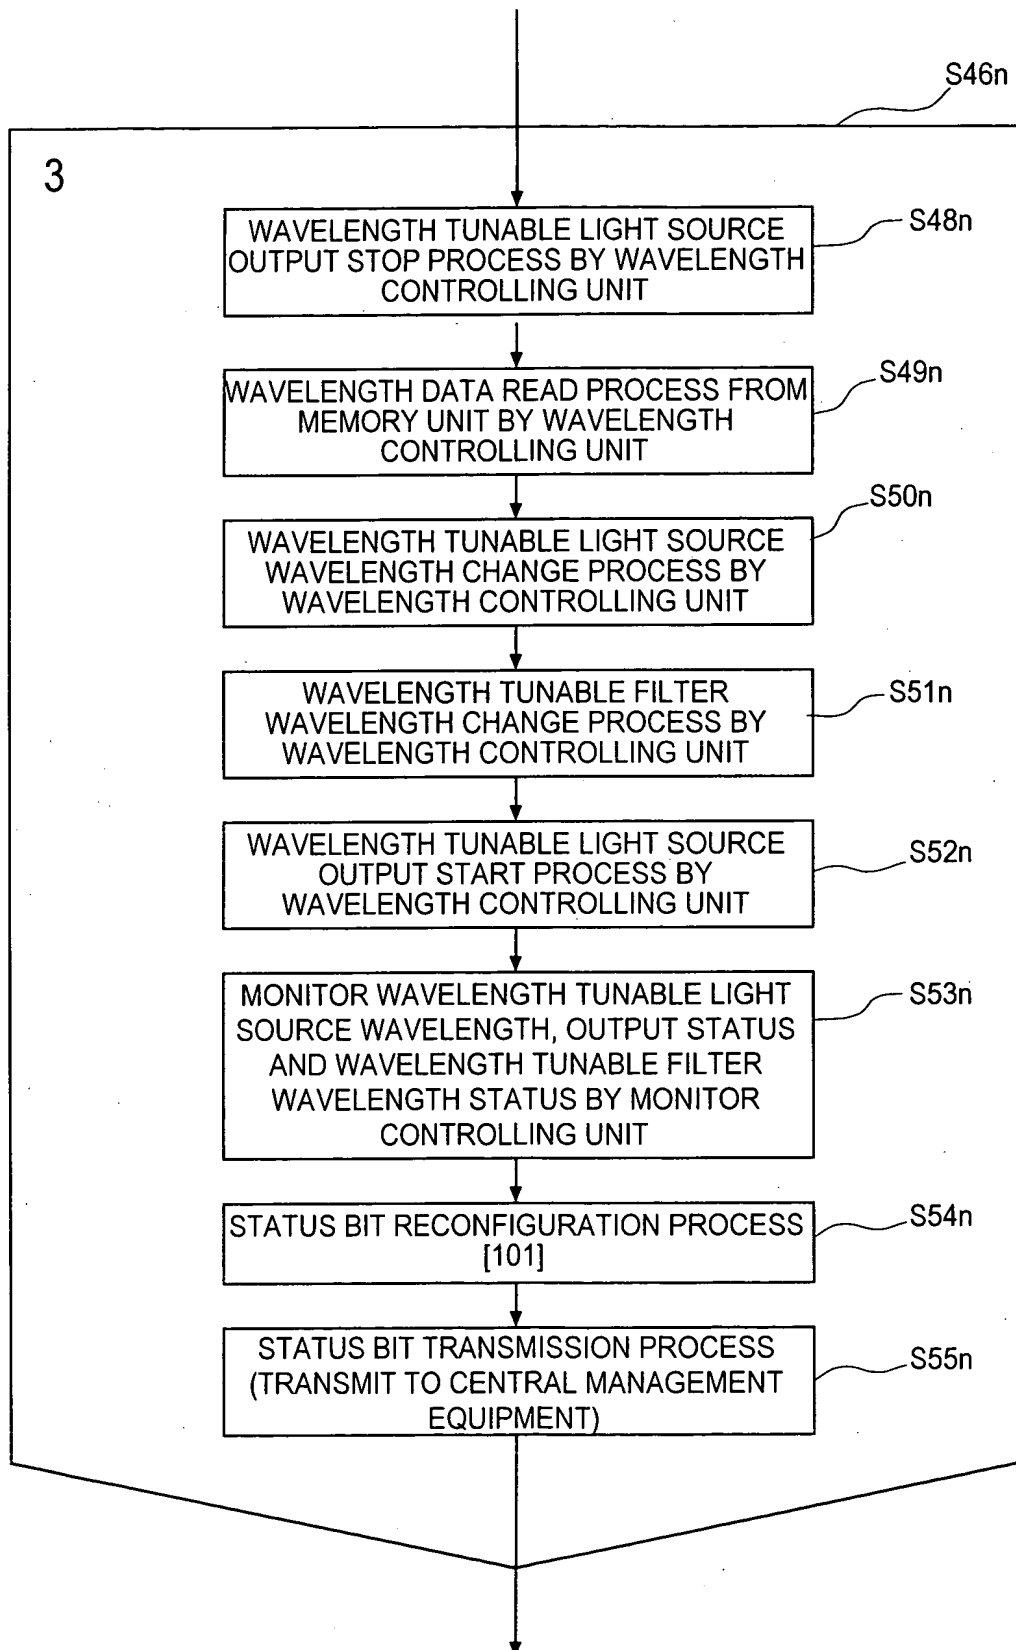 S46n
3
WAVELENGTH TUNABLE LIGHT SOURCE
OUTPUT STOP PROCESS BY WAVELENGTH
CONTROLLING UNIT
S48n
WAVELENGTH DATA READ PROCESS FROM
MEMORY UNIT BY WAVELENGTH
CONTROLLING UNIT
S49n
WAVELENGTH TUNABLE LIGHT SOURCE
WAVELENGTH CHANGE PROCESS BY
WAVELENGTH CONTROLLING UNIT
S50n
WAVELENGTH TUNABLE FILTER
WAVELENGTH CHANGE PROCESS BY
WAVELENGTH CONTROLLING UNIT
S51n
WAVELENGTH TUNABLE LIGHT SOURCE
OUTPUT START PROCESS BY
WAVELENGTH CONTROLLING UNIT
S52n
MONITOR WAVELENGTH TUNABLE LIGHT
SOURCE WAVELENGTH, OUTPUT STATUS
AND WAVELENGTH TUNABLE FILTER
WAVELENGTH STATUS BY MONITOR
CONTROLLING UNIT
S53n
STATUS BIT RECONFIGURATION PROCESS
[101]
S54n
STATUS BIT TRANSMISSION PROCESS
(TRANSMIT TO CENTRAL MANAGEMENT
EQUIPMENT)
S55n